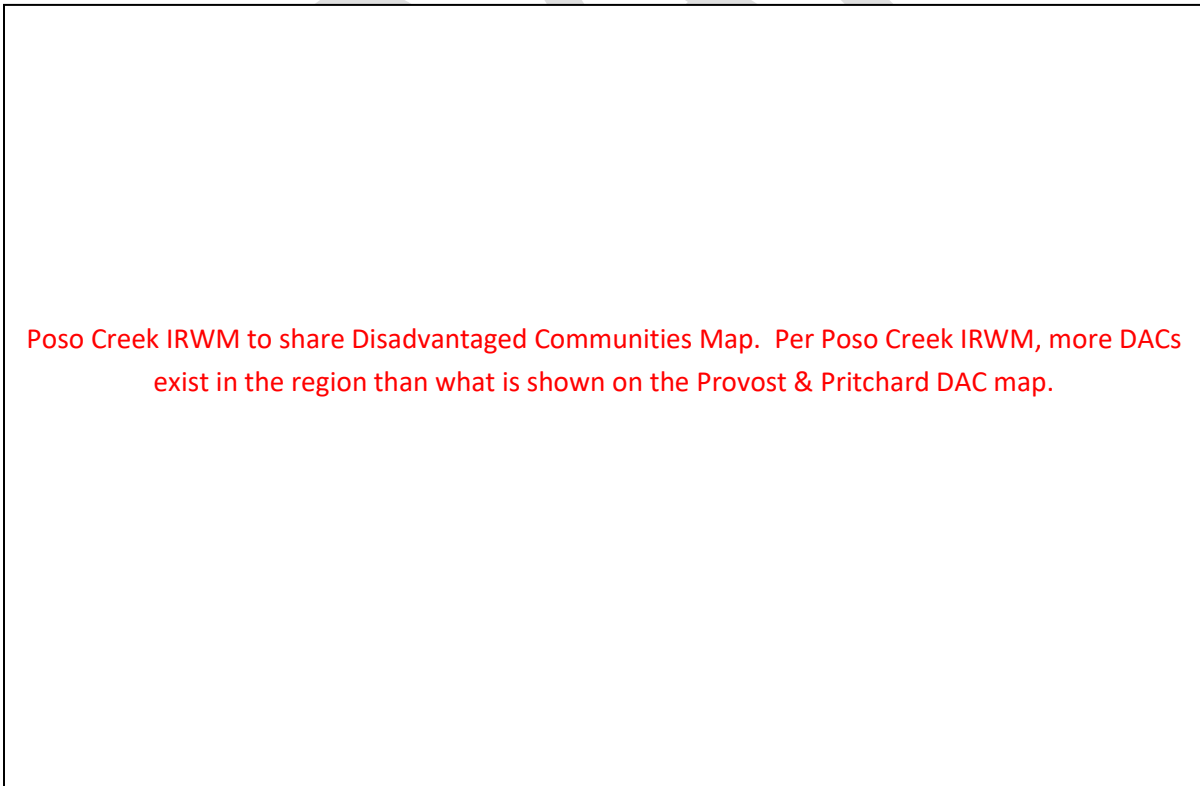 Poso Creek IRWM to share Disadvantaged Communities Map.  Per Poso Creek IRWM, more DACs
exist in the region than what is shown on the Provost & Pritchard DAC map.